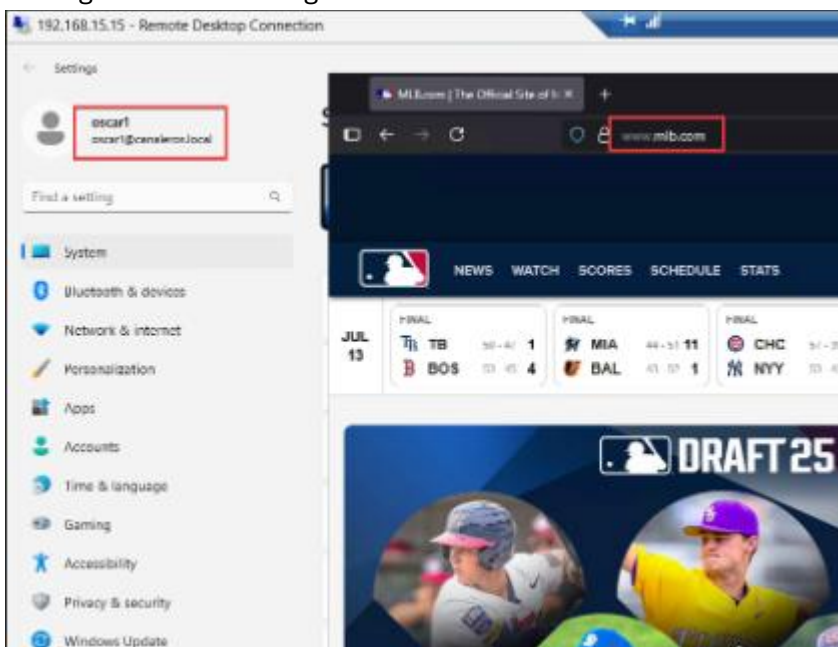 192.168.15.15 - Remote Desktop Connection
Settings
oscar1
Find a setting
System
Bluetooth & devices
Network & internet
Personalization
Apps
Accounts
Time & language
Gaming
Accessibility
Privacy & security
Windows Update
MLB.com | The Official Site of
www.mlb.com
NEWS WATCH SCORES SCHEDULE STATS
JUL
13
FINAL
TB 1
BOS 4
FINAL
MIA 11
BAL 1
FINAL
CHC
NYY
DRAFT 25